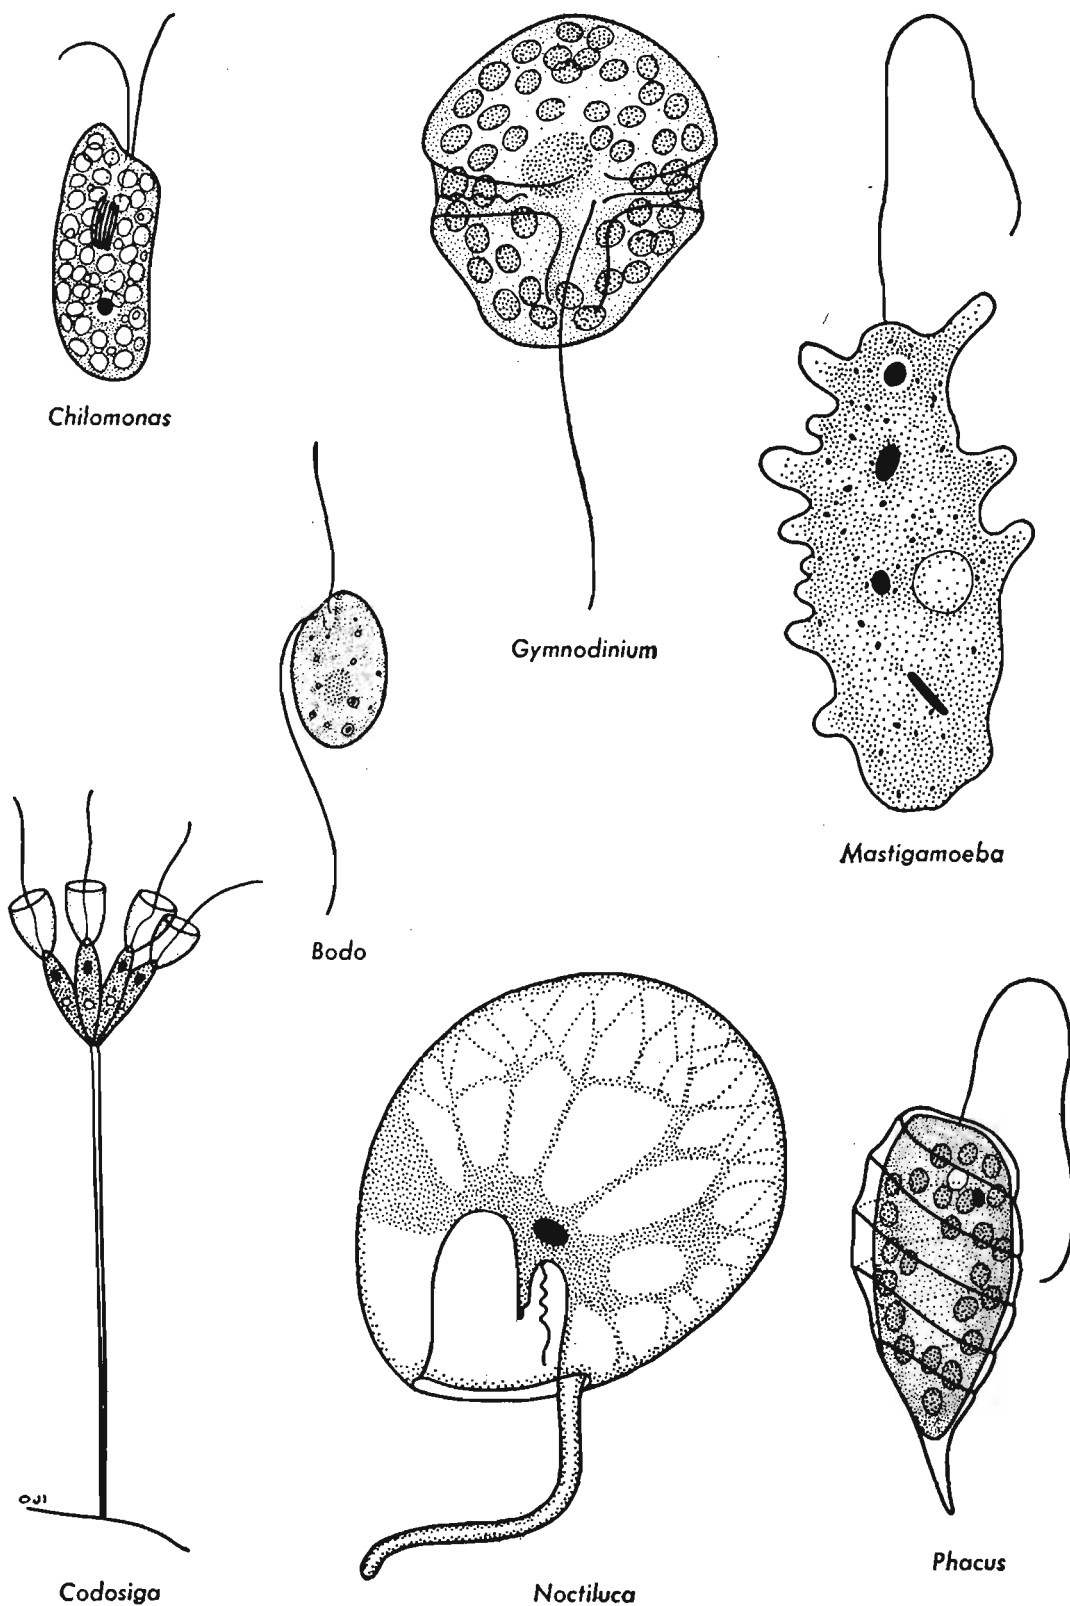 Chilomonas
Gymnodinium
Mastigamoeba
Bodo
Codosiga
Noctiluca
Phacus